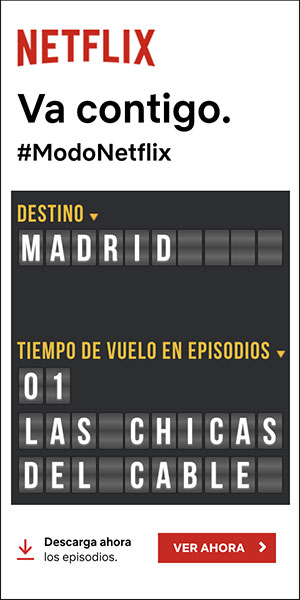 NETFLIX
Va contigo.
#ModoNetflix
DESTINO
MADRID
TIEMPO DE VUELO EN EPISODIOS
01
LAS CHICAS
DEL CABLE
Descarga ahora
los episodios.
VER AHORA